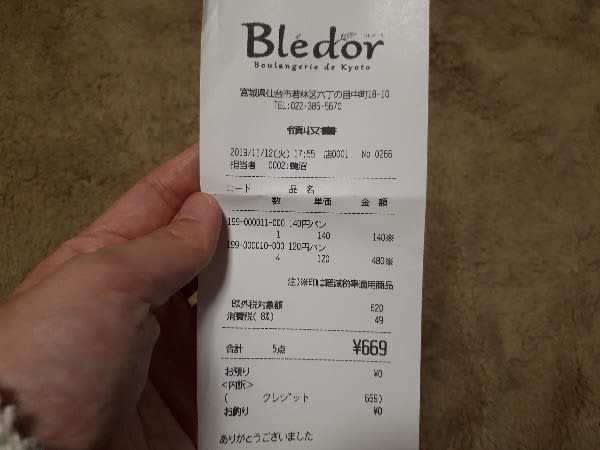 Bledor
Boulangerie de Kyoto
宮城県仙台市若林区六丁の目中町18-10
TEL:022-385-5670
領収書
2019/11/12(火) 17:55 店0001 No 0266
担当者 0002:鵜沼
コード 品 名
数 単価 金 額
199-000011-000 140円パン
1 140 140※
199-000010-000 120円パン
4 120 480※
注)※印は軽減税率適用商品
8%外税対象額 620
消費税( 8%) 49
合計 5点 ¥669
お預り ¥0
<内訳>
( クレジット 669)
お釣り ¥0
ありがとうございました